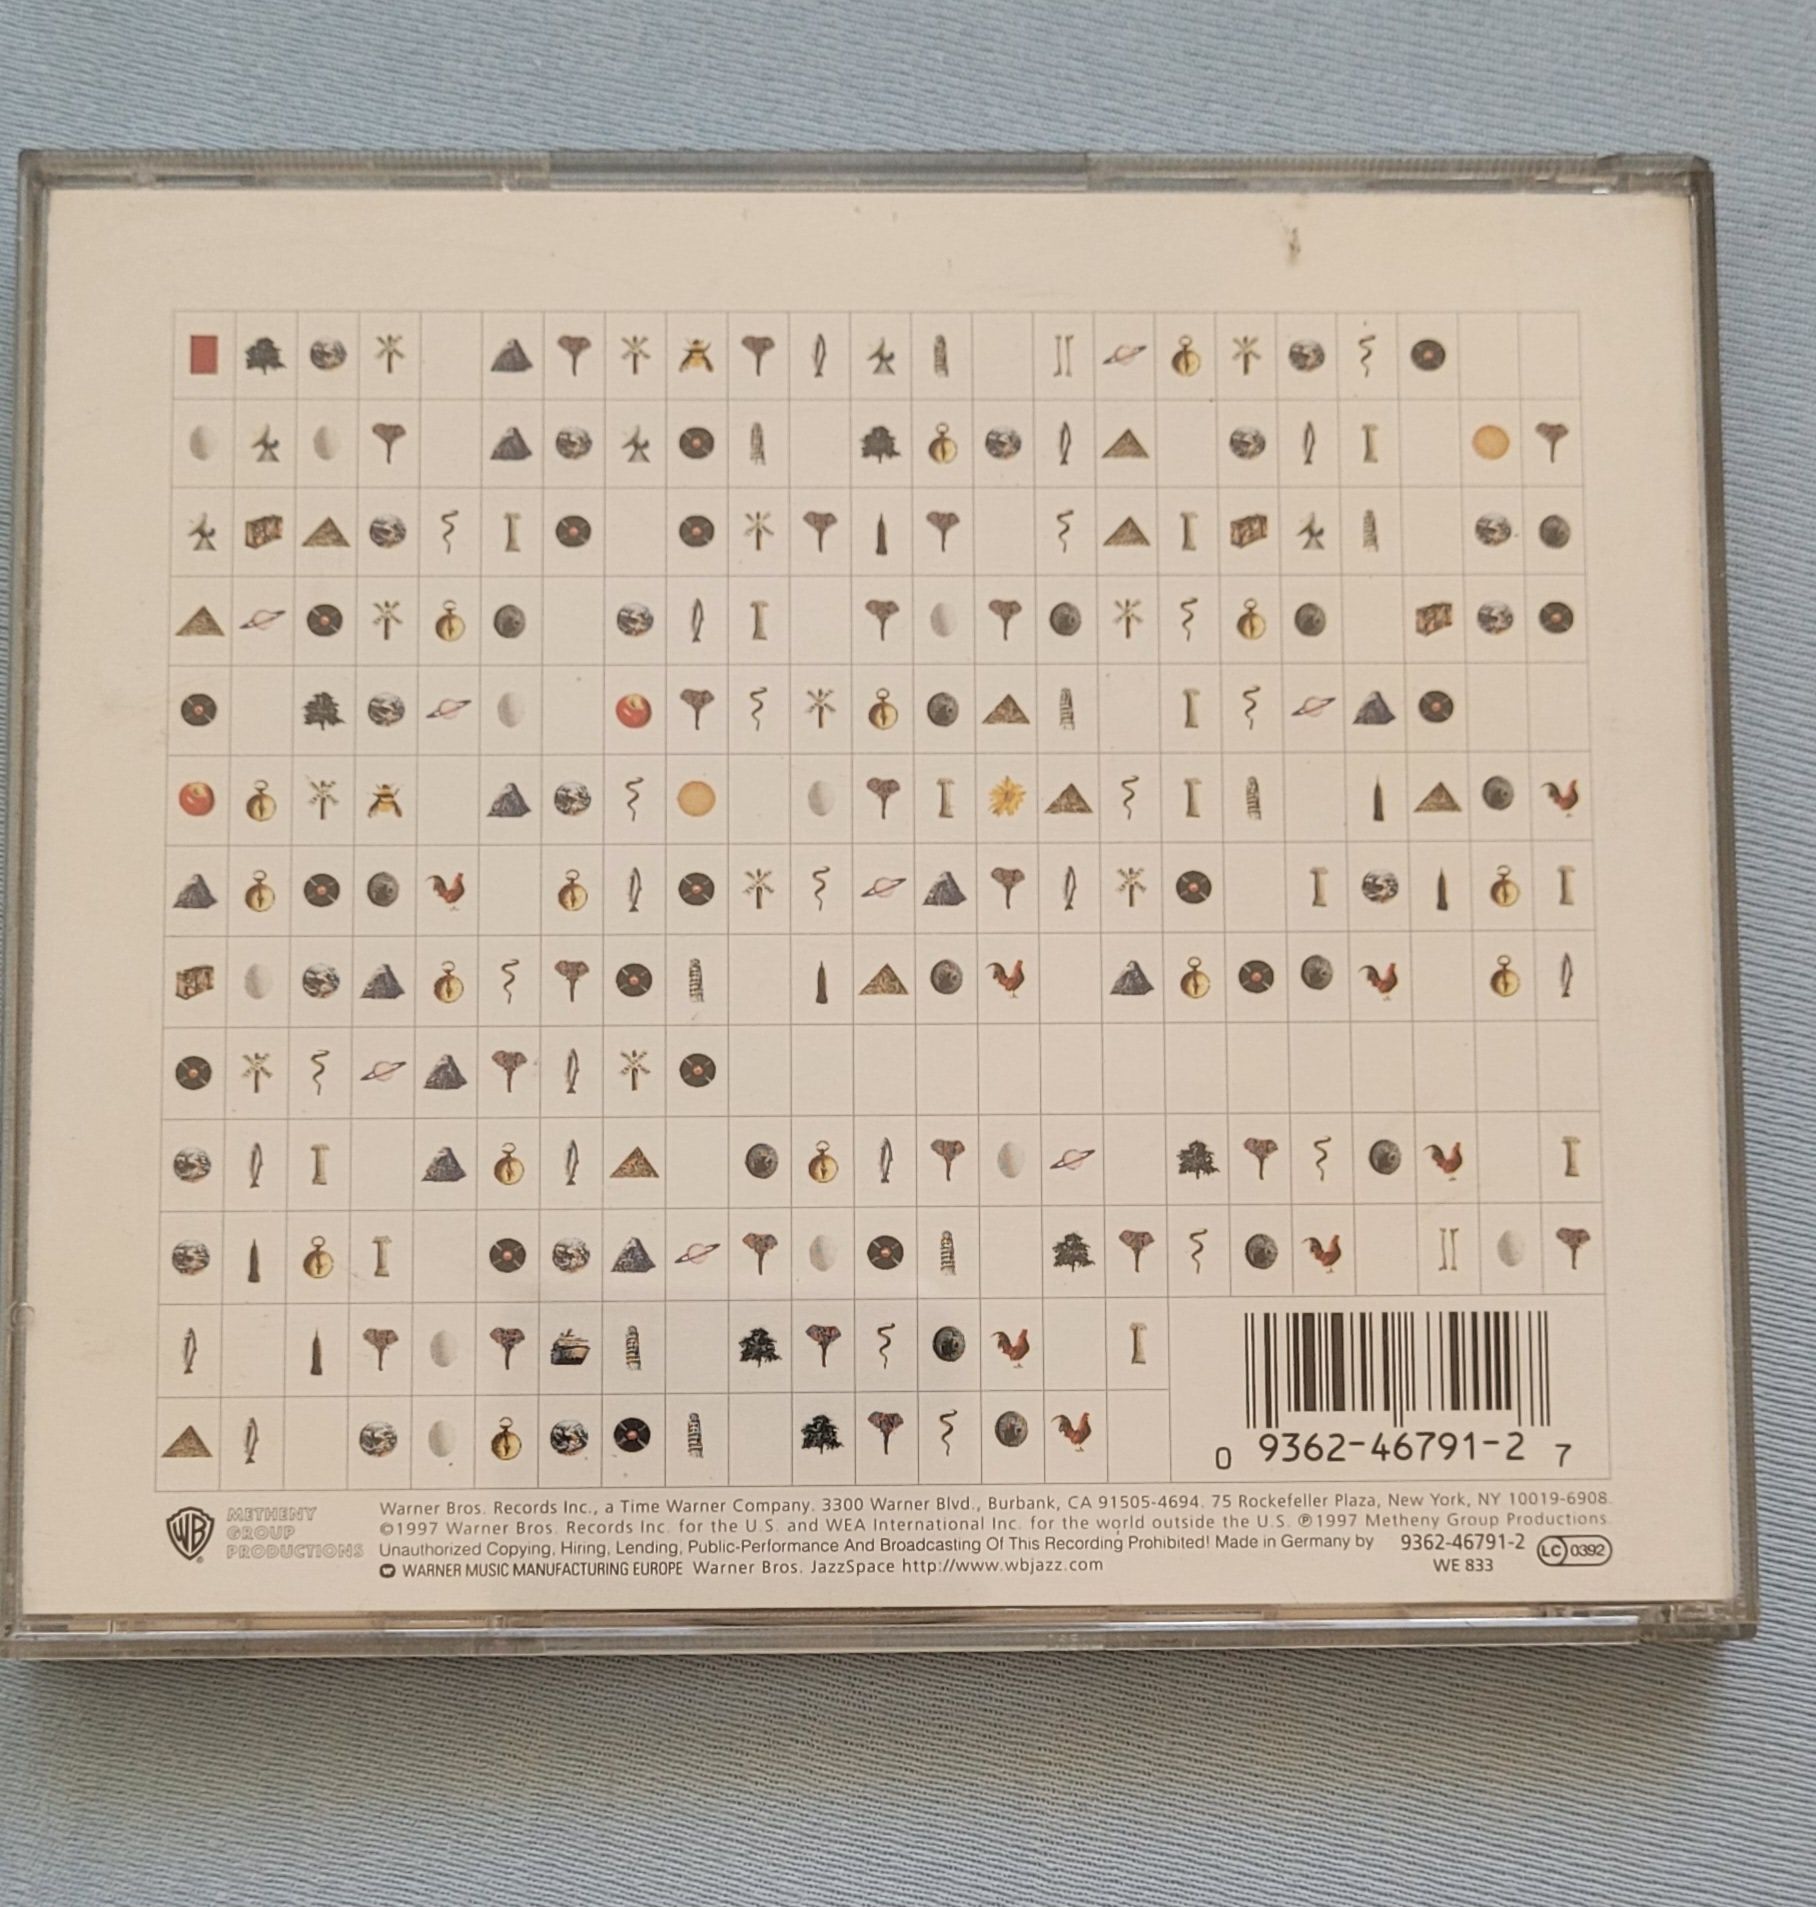 0 9362-46791-2 7
WB
METHENY
GROUP
PRODUCTIONS
Warner Bros. Records Inc., a Time Warner Company. 3300 Warner Blvd., Burbank, CA 91505-4694. 75 Rockefeller Plaza, New York, NY 10019-6908.
©1997 Warner Bros. Records Inc. for the U.S. and WEA International Inc. for the world outside the U.S. ℗1997 Metheny Group Productions
Unauthorized Copying, Hiring, Lending, Public-Performance And Broadcasting Of This Recording Prohibited! Made in Germany by
WARNER MUSIC MANUFACTURING EUROPE Warner Bros. JazzSpace http://www.wbjazz.com
9362-46791-2
WE 833
LC 0392